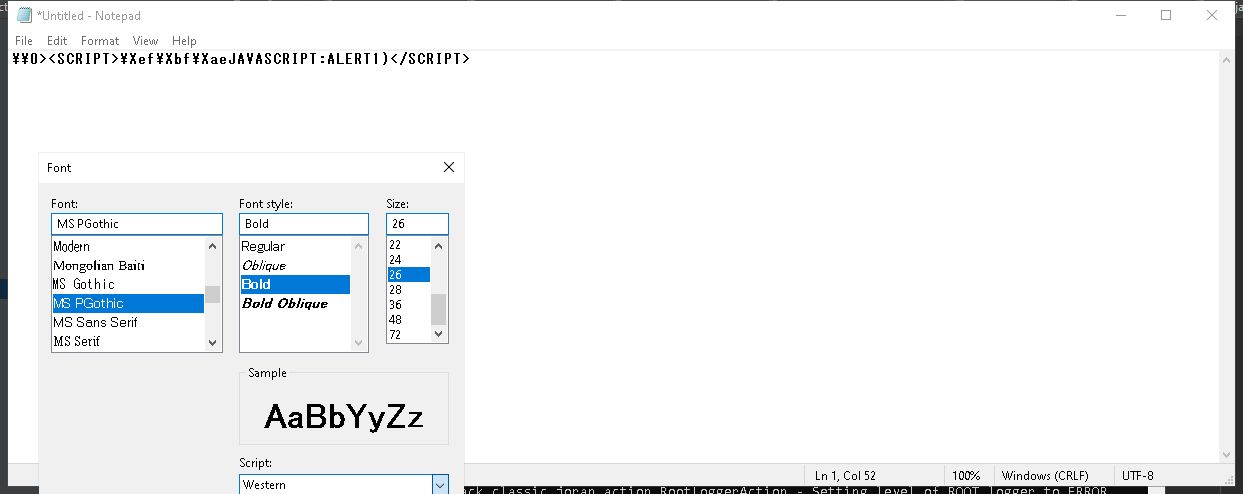 *Untitled - Notepad
File Edit Format View Help
¥¥0><SCRIPT>¥Xef¥Xbf¥XaeJAVASCRIPT:ALERT1)</SCRIPT>
Font
Font: Font style: Size:
MS PGothic Bold 26
Modern Regular 22
Mongolian Baiti Oblique 24
MS Gothic Bold 26
MS PGothic Bold Oblique 28
MS Sans Serif 36
MS Serif 48
72
Sample
AaBbYyZz
Script:
Western
Ln 1, Col 52 100% Windows (CRLF) UTF-8
ack classic joran action RootLoggerAction - Setting level of ROOT logger to ERROR